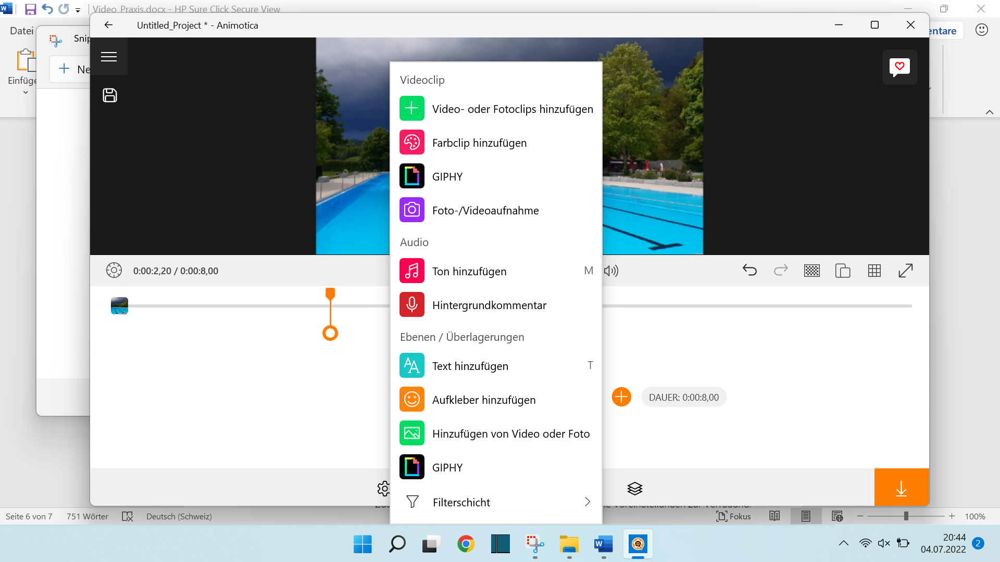 Video_Praxis.docx - HP Sure Click Secure View
Untitled_Project * - Animotica
Datei
Snip
entare
Ne
Einfüge
Videoclip
Video- oder Fotoclips hinzufügen
Farbclip hinzufügen
GIPHY
Foto-/Videoaufnahme
Audio
Ton hinzufügen M
Hintergrundkommentar
0:00:2,20 / 0:00:8,00
Ebenen / Überlagerungen
Text hinzufügen T
Aufkleber hinzufügen
DAUER: 0:00:8,00
Hinzufügen von Video oder Foto
GIPHY
Filterschicht
Seite 6 von 7 751 Wörter Deutsch (Schweiz)
Fokus
100%
20:44
04.07.2022
2